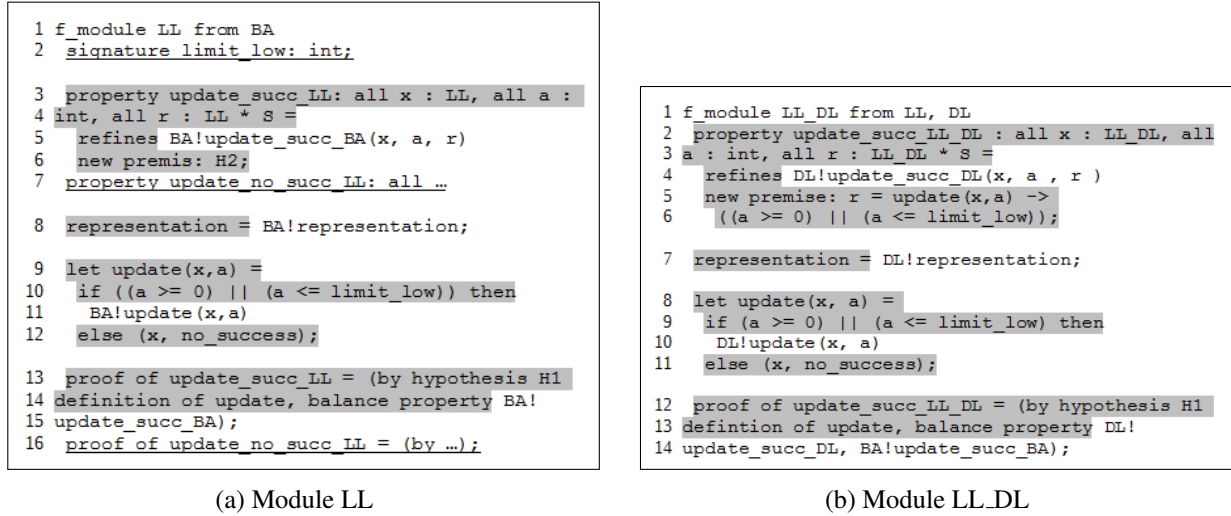 1 f_module LL from BA
2 signature limit_low: int;
3 property update_succ_LL: all x : LL, all a :
4 int, all r : LL * S =
5 refines BA!update_succ_BA(x, a, r)
6 new premis: H2;
7 property update_no_succ_LL: all …
8 representation = BA!representation;
9 let update(x,a) =
10 if ((a >= 0) || (a <= limit_low)) then
11 BA!update(x,a)
12 else (x, no_success);
13 proof of update_succ_LL = (by hypothesis H1
14 definition of update, balance property BA!
15 update_succ_BA);
16 proof of update_no_succ_LL = (by …);
(a) Module LL
1 f_module LL_DL from LL, DL
2 property update_succ_LL_DL : all x : LL_DL, all
3 a : int, all r : LL_DL * S =
4 refines DL!update_succ_DL(x, a , r )
5 new premise: r = update(x,a) ->
6 ((a >= 0) || (a <= limit_low));
7 representation = DL!representation;
8 let update(x, a) =
9 if (a >= 0) || (a <= limit_low) then
10 DL!update(x, a)
11 else (x, no_success);
12 proof of update_succ_LL_DL = (by hypothesis H1
13 defintion of update, balance property DL!
14 update_succ_DL, BA!update_succ_BA);
(b) Module LL_DL